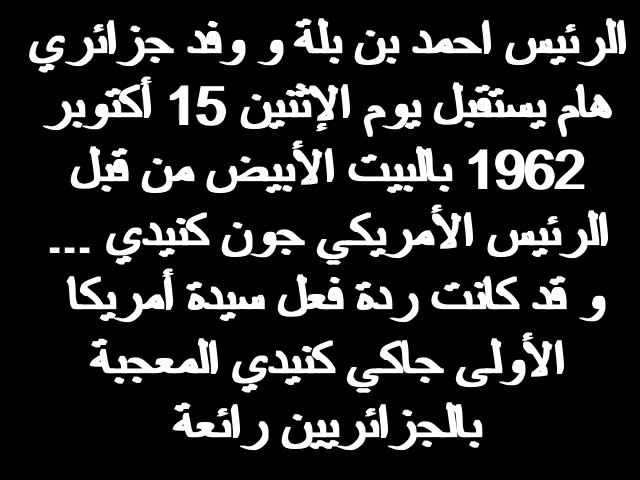 الرئيس احمد بن بلة و وفد جزائري
هام يستقبل يوم الإثنين 15 أكتوبر
1962 بالبيت الأبيض من قبل
الرئيس الأمريكي جون كنيدي ...
و قد كانت ردة فعل سيدة أمريكا
الأولى جاكي كنيدي المعجبة
بالجزائريين رائعة